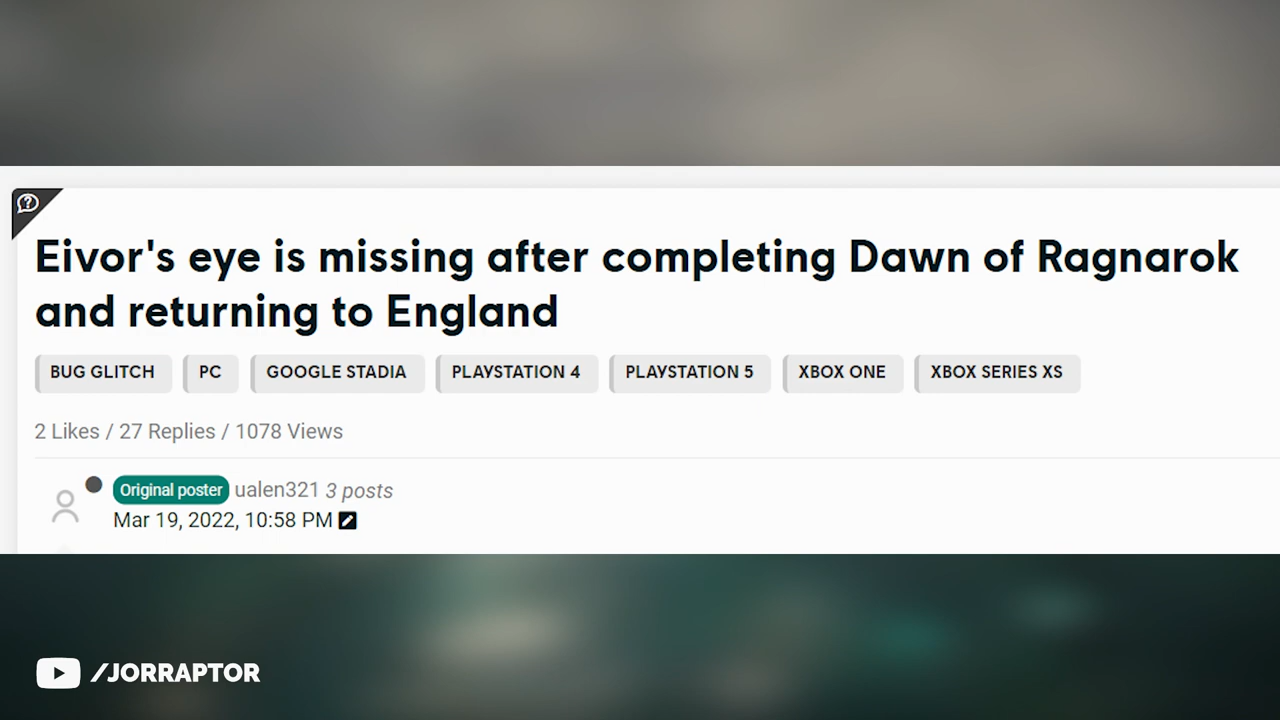 Eivor's eye is missing after completing Dawn of Ragnarok
and returning to England
BUG GLITCH PC GOOGLE STADIA PLAYSTATION 4 PLAYSTATION 5 XBOX ONE XBOX SERIES XS
2 Likes / 27 Replies / 1078 Views
Original poster ualen321 3 posts
Mar 19, 2022, 10:58 PM
/JORRAPTOR